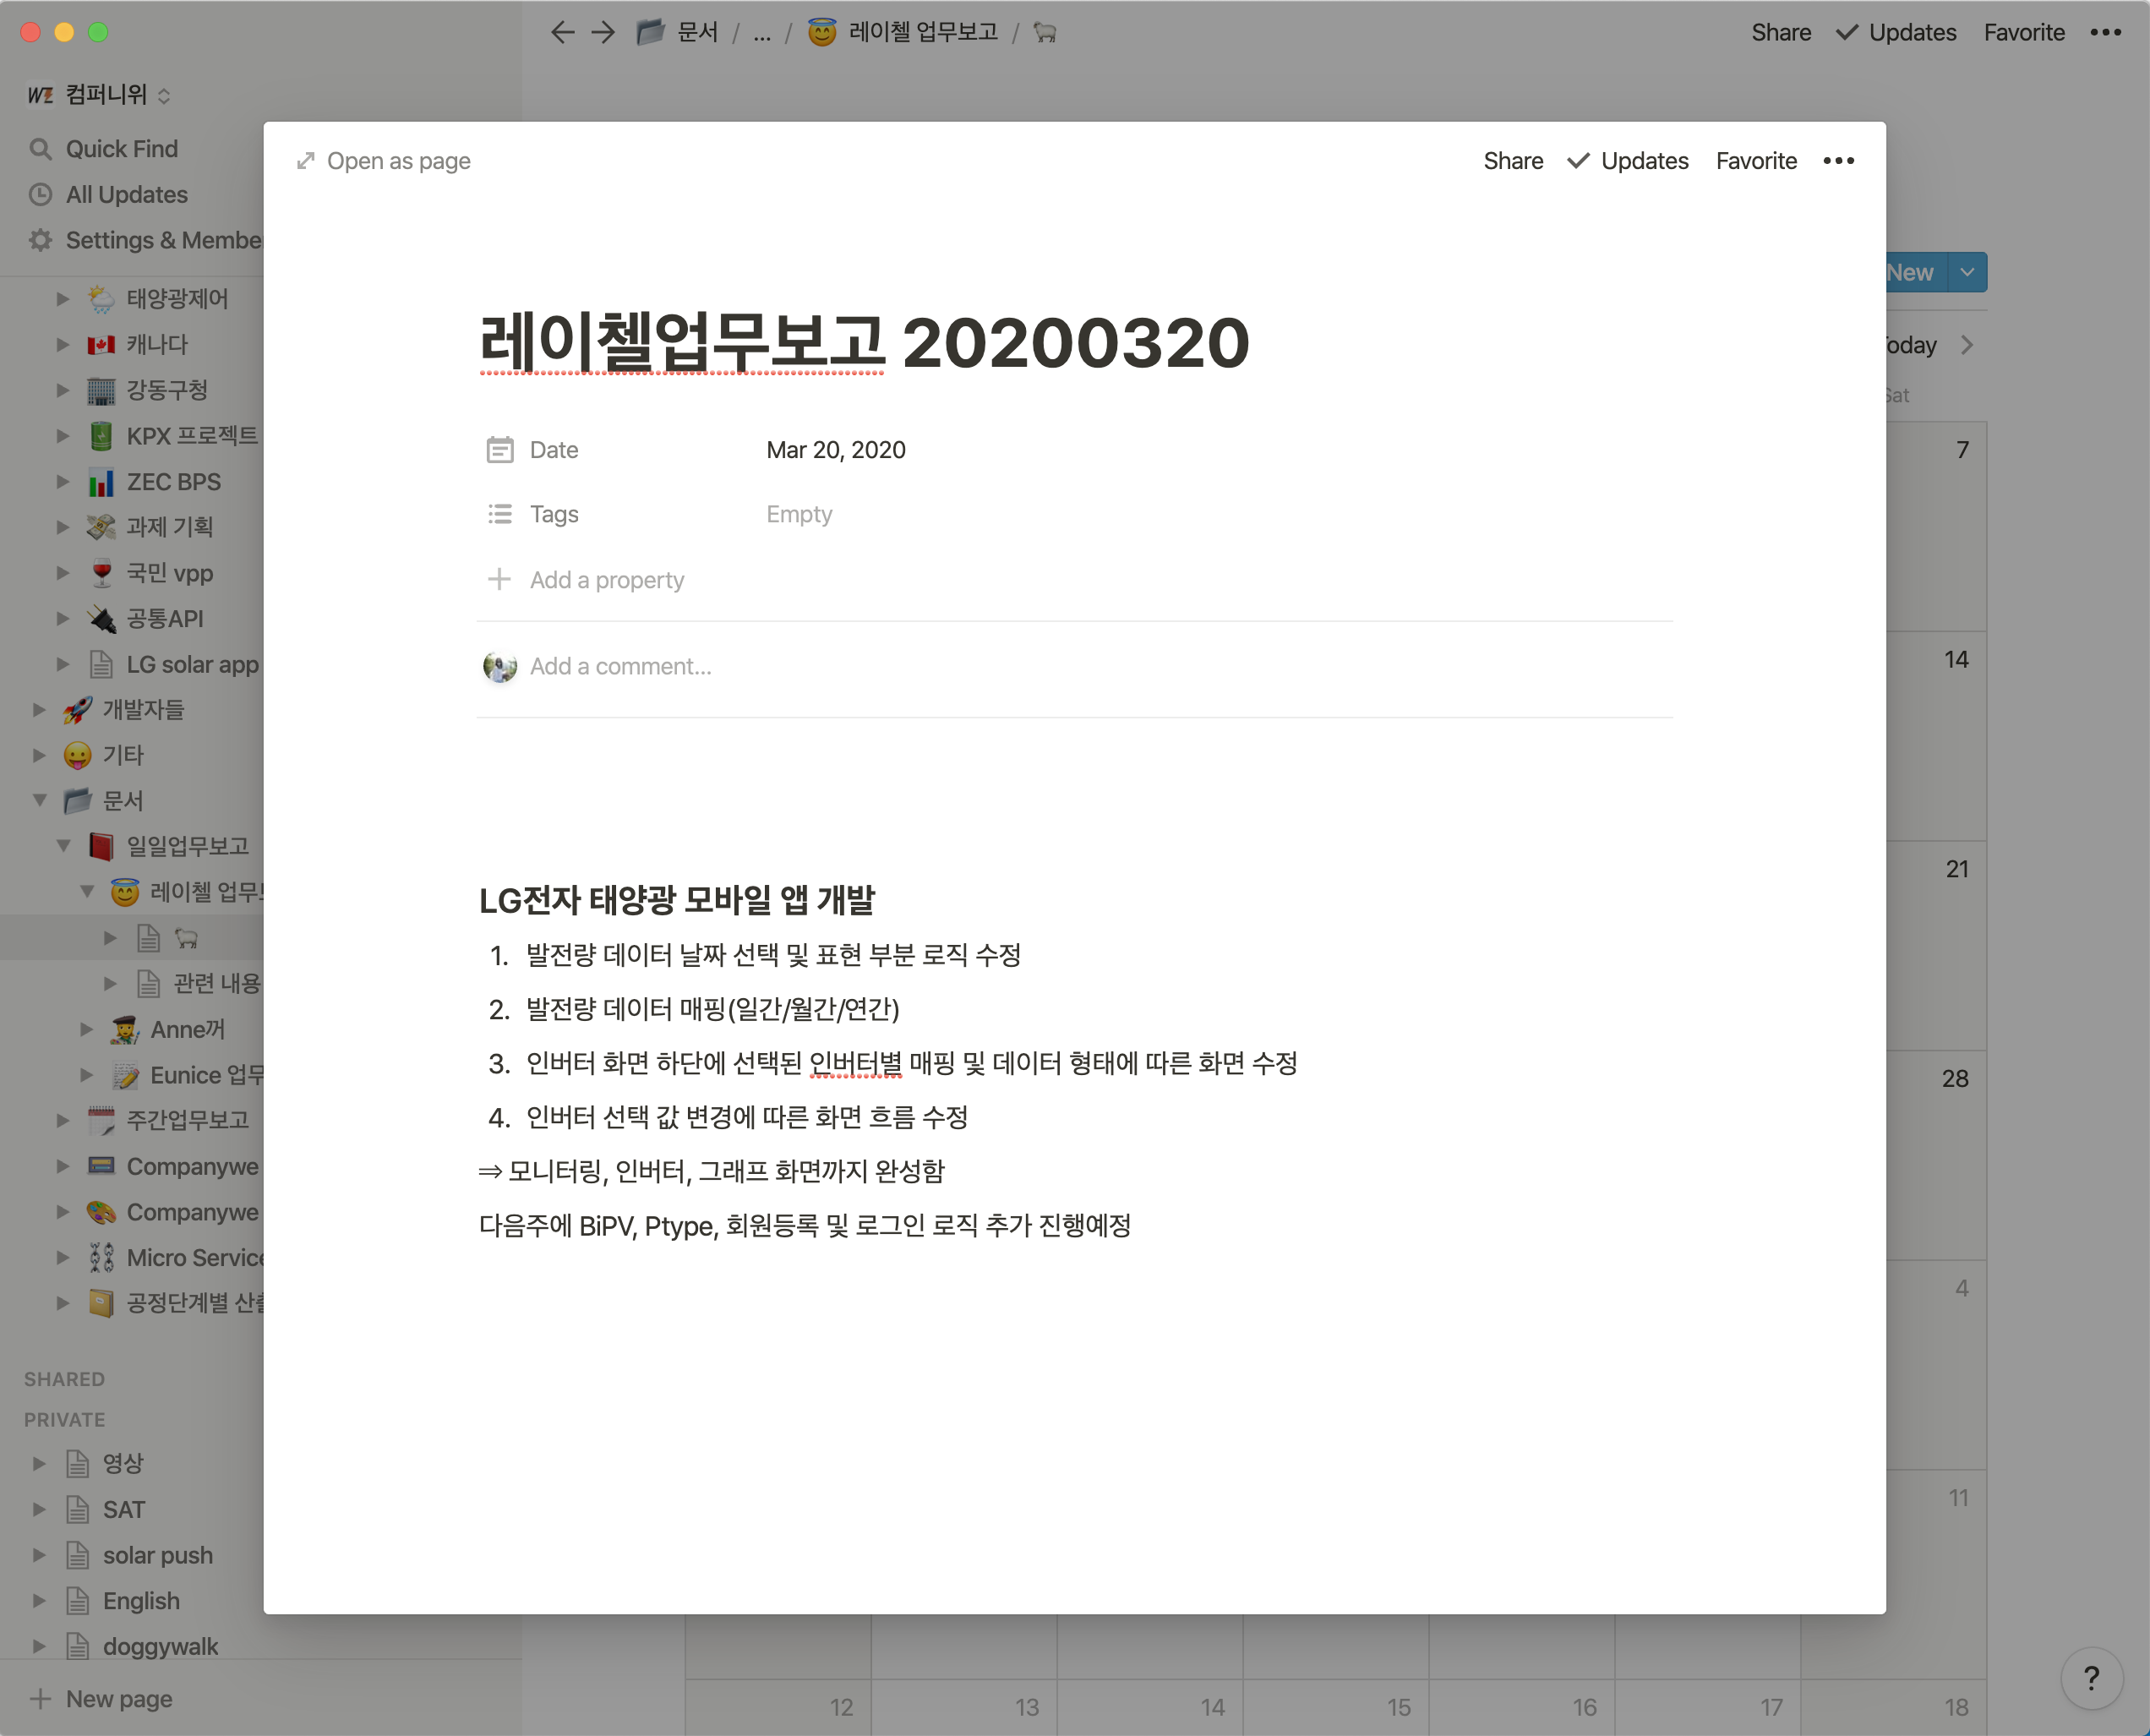 문서 / ... / 레이첼 업무보고 /
Share Updates Favorite
컴퍼니위
Quick Find
All Updates
Settings & Membe
태양광제어
캐나다
강동구청
KPX 프로젝트
ZEC BPS
과제 기획
국민 vpp
공통API
LG solar app
개발자들
기타
문서
일일업무보고
레이첼 업무
관련 내용
Anne꺼
Eunice 업무
주간업무보고
Companywe
Companywe
Micro Service
공정단계별
SHARED
PRIVATE
영상
SAT
solar push
English
doggywalk
New page
Open as page
Share Updates Favorite
레이첼업무보고 20200320
Date Mar 20, 2020
Tags Empty
Add a property
Add a comment...
LG전자 태양광 모바일 앱 개발
1. 발전량 데이터 날짜 선택 및 표현 부분 로직 수정
2. 발전량 데이터 매핑(일간/월간/연간)
3. 인버터 화면 하단에 선택된 인버터별 매핑 및 데이터 형태에 따른 화면 수정
4. 인버터 선택 값 변경에 따른 화면 흐름 수정
⇒ 모니터링, 인버터, 그래프 화면까지 완성함
다음주에 BiPV, Ptype, 회원등록 및 로그인 로직 추가 진행예정
New
oday
Sat
7
14
21
28
4
11
12 13 14 15 16 17 18
?